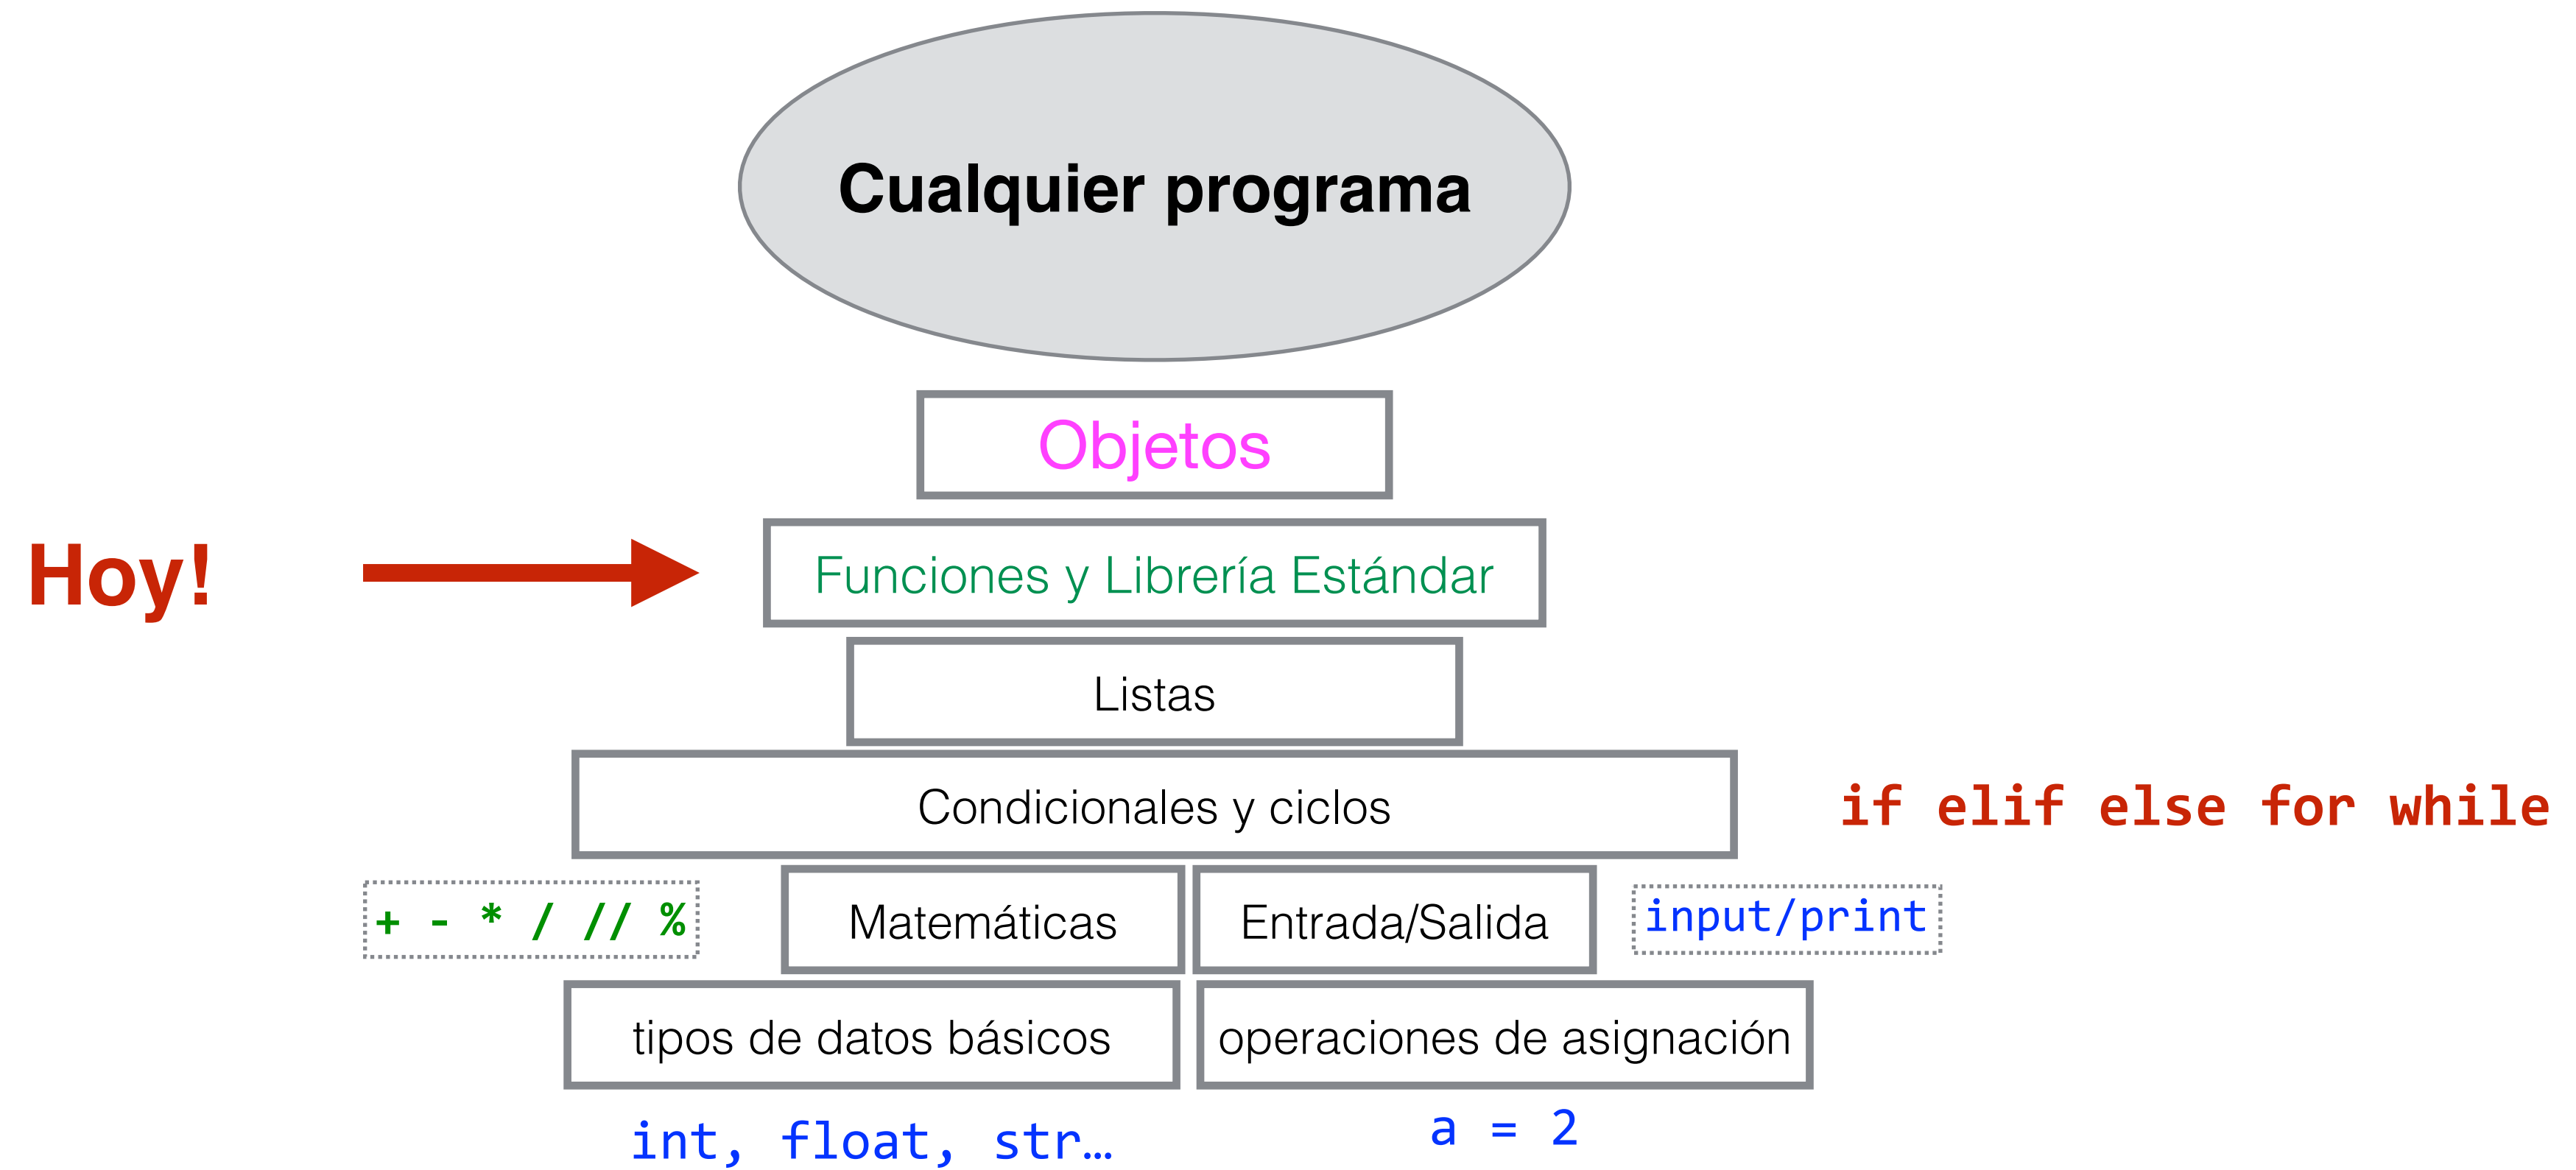 Cualquier programa
Objetos
Hoy!
Funciones y Librería Estándar
Listas
Condicionales y ciclos
if elif else for while
+ - * / // %
Matemáticas
Entrada/Salida
input/print
tipos de datos básicos
operaciones de asignación
int, float, str…
a = 2